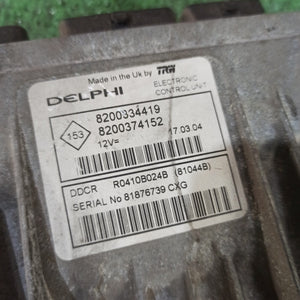 Made in the Uk by TRW
DELPHI
ELECTRONIC
CONTROL UNIT
153
8200334419
8200374152
12V=
17.03.04
DDCR R0410B024B (81044B)
SERIAL No 81876739 CXG